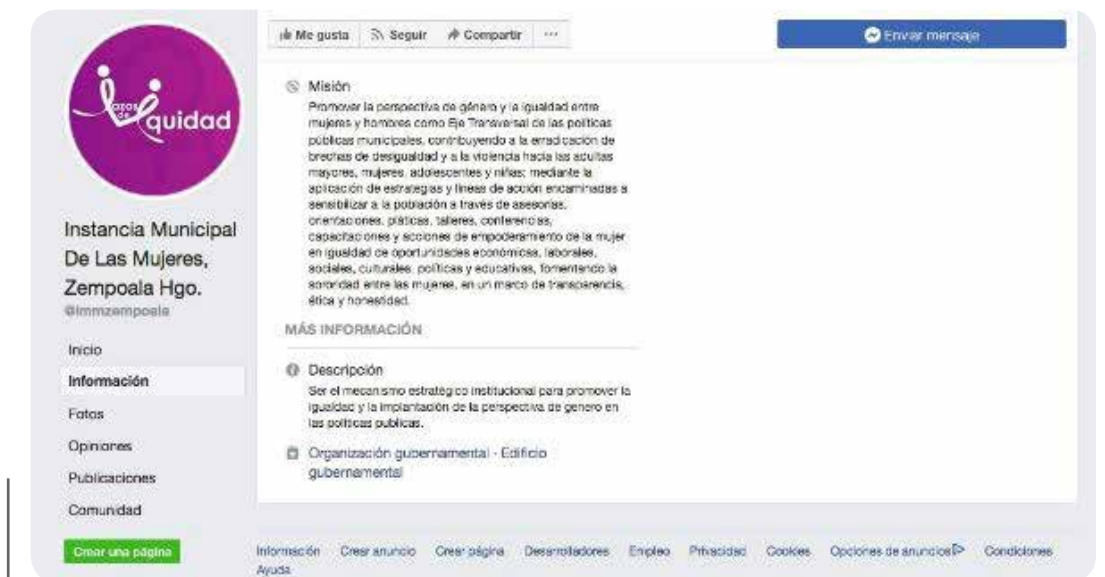 Lazos de Equidad
Instancia Municipal
De Las Mujeres,
Zempoala Hgo.
@immzempoala
Inicio
Información
Fotos
Opiniones
Publicaciones
Comunidad
Crear una página
Me gusta Seguir Compartir ...
Enviar mensaje
Misión
Promover la perspectiva de género y la igualdad entre
mujeres y hombres como Eje Transversal de las políticas
públicas municipales, contribuyendo a la erradicación de
brechas de desigualdad y a la violencia hacia las adultas
mayores, mujeres, adolescentes y niñas; mediante la
aplicación de estrategias y líneas de acción encaminadas a
sensibilizar a la población a través de asesorías,
orientaciones, pláticas, talleres, conferencias,
capacitaciones y acciones de empoderamiento de la mujer
en igualdad de oportunidades económicas, laborales,
sociales, culturales, políticas y educativas, fomentando la
sororidad entre las mujeres, en un marco de transparencia,
ética y honestidad.
MÁS INFORMACIÓN
Descripción
Ser el mecanismo estratégico institucional para promover la
igualdad y la implantación de la perspectiva de genero en
las politicas publicas.
Organización gubernamental · Edificio
gubernamental
Información Crear anuncio Crear página Desarrolladores Empleo Privacidad Cookies Opciones de anuncios Condiciones
Ayuda